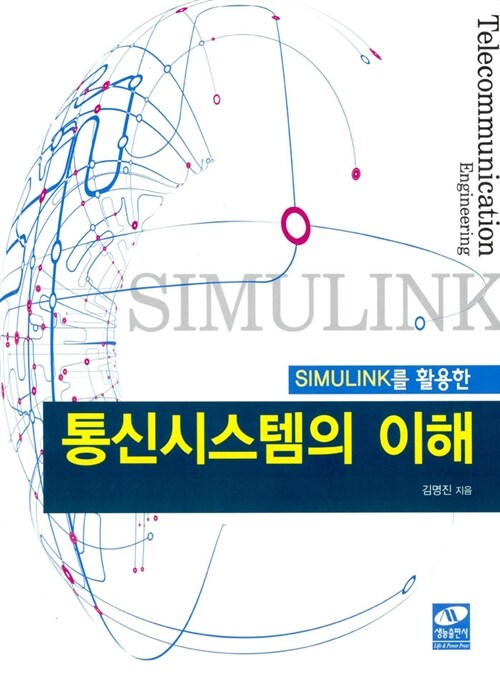 Telecommunication
Engineering
SIMULINK
SIMULINK를 활용한
통신시스템의 이해
김명진 지음
생능출판사
Life & Power Press